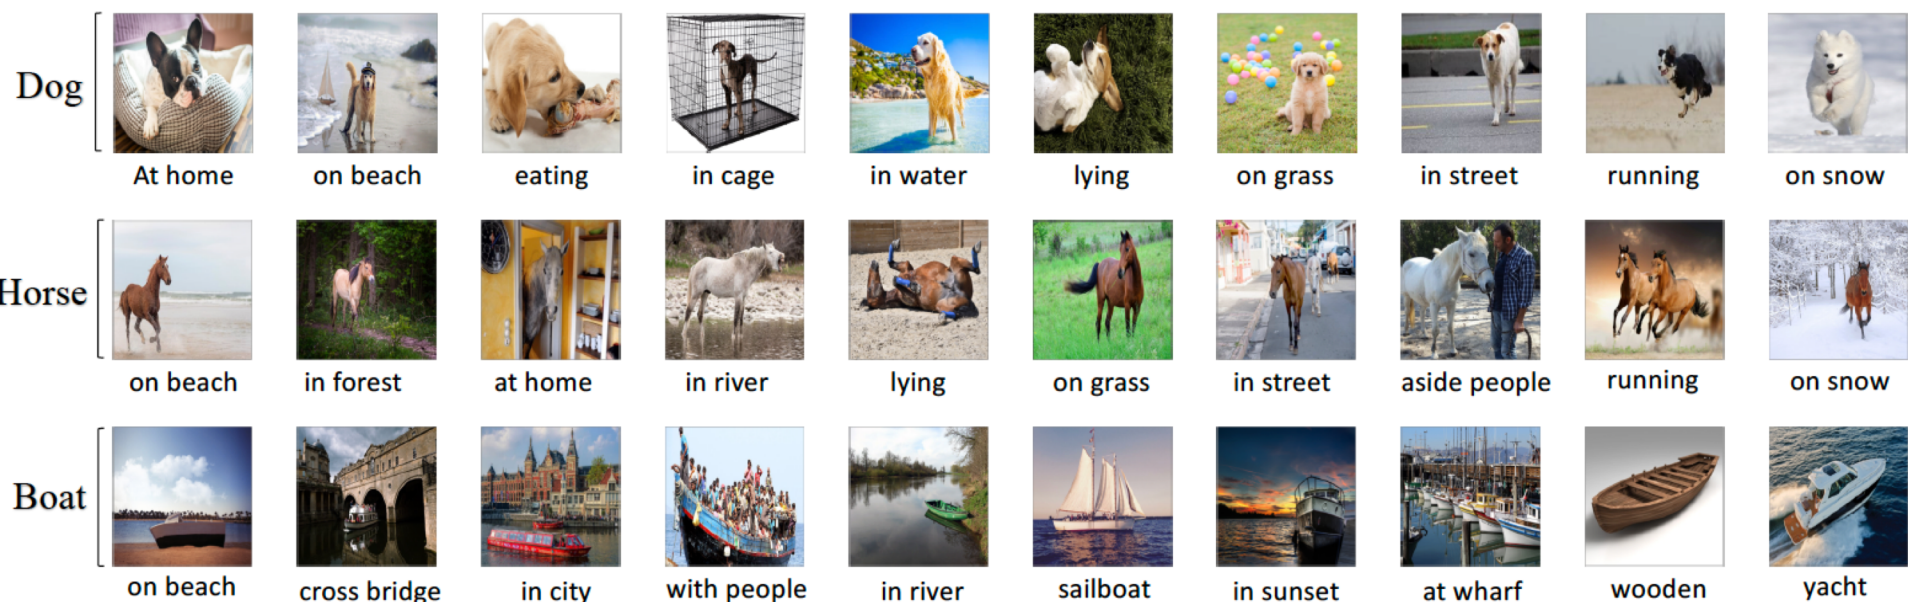 Dog
At home on beach eating in cage in water lying on grass in street running on snow
Horse
on beach in forest at home in river lying on grass in street aside people running on snow
Boat
on beach cross bridge in city with people in river sailboat in sunset at wharf wooden yacht